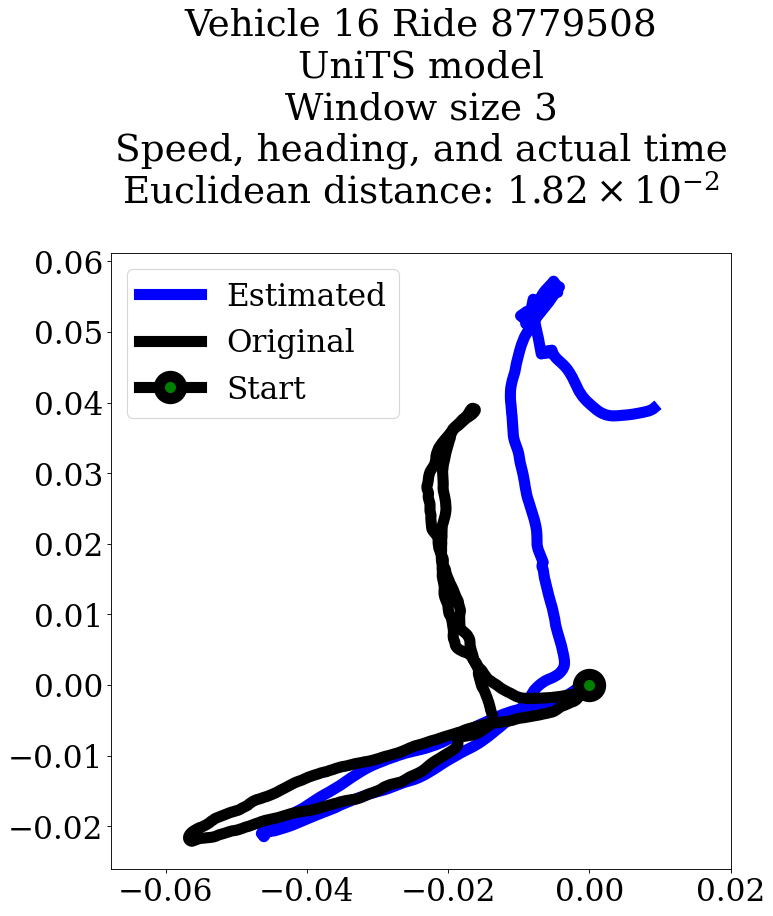 Vehicle 16 Ride 8779508
UniTS model
Window size 3
Speed, heading, and actual time
Euclidean distance: 1.82 × 10⁻²
0.06
0.05
0.04
0.03
0.02
0.01
0.00
−0.01
−0.02
Estimated
Original
Start
−0.06 −0.04 −0.02 0.00 0.02